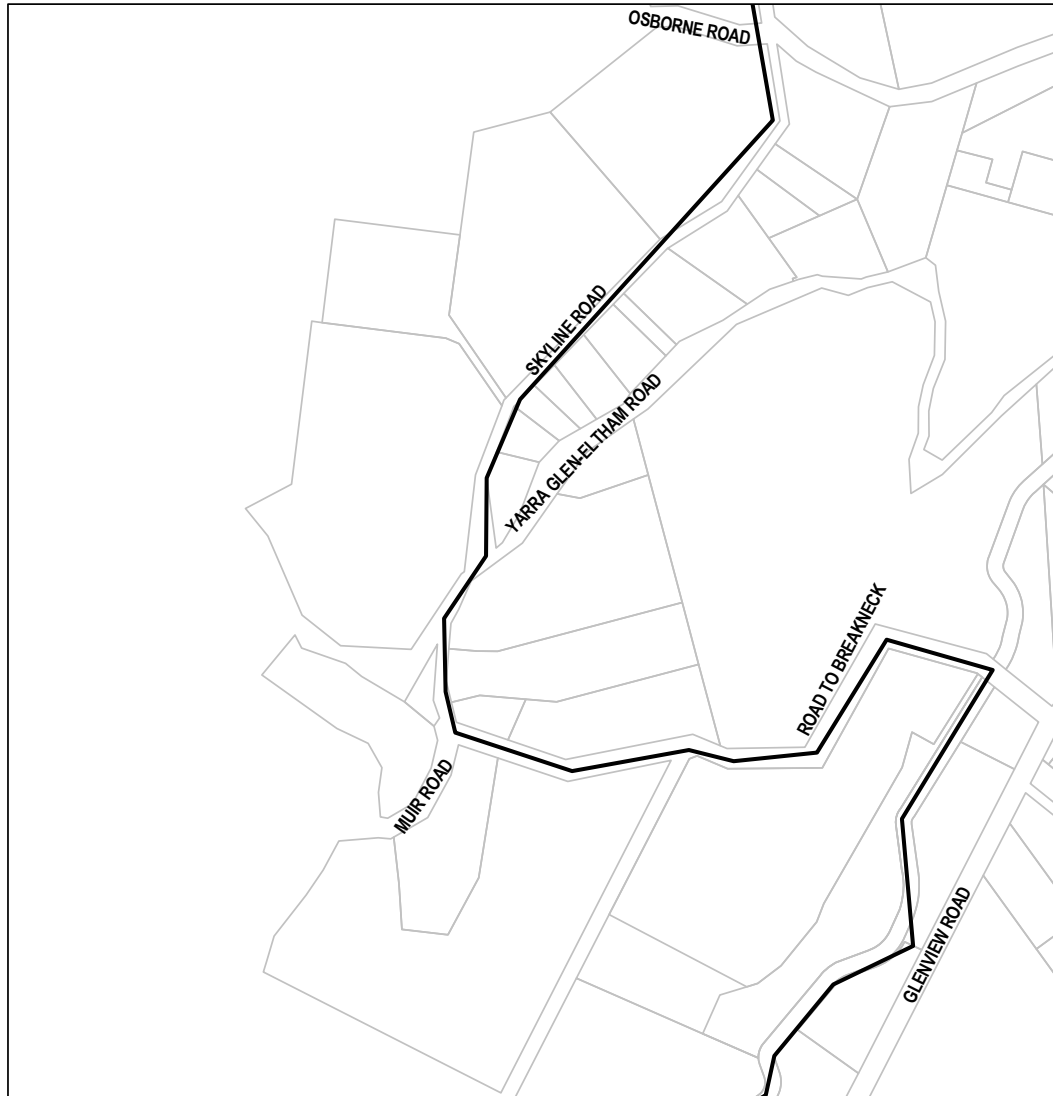 OSBORNE ROAD
SKYLINE ROAD
YARRA GLEN-ELTHAM ROAD
ROAD TO BREAKNECK
MUIR ROAD
GLENVIEW ROAD